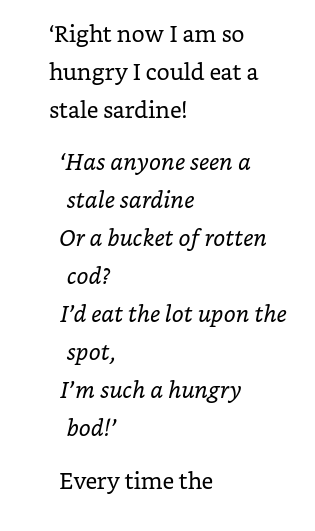 ‘Right now I am so
hungry I could eat a
stale sardine!
‘Has anyone seen a
stale sardine
Or a bucket of rotten
cod?
I’d eat the lot upon the
spot,
I’m such a hungry
bod!’
Every time the